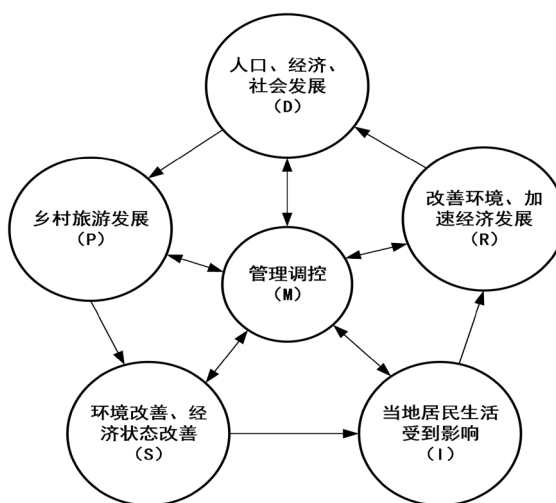 人口、经济、
社会发展
（D）
乡村旅游发展
（P）
改善环境、加
速经济发展
（R）
管理调控
（M）
环境改善、经
济状态改善
（S）
当地居民生活
受到影响
（I）